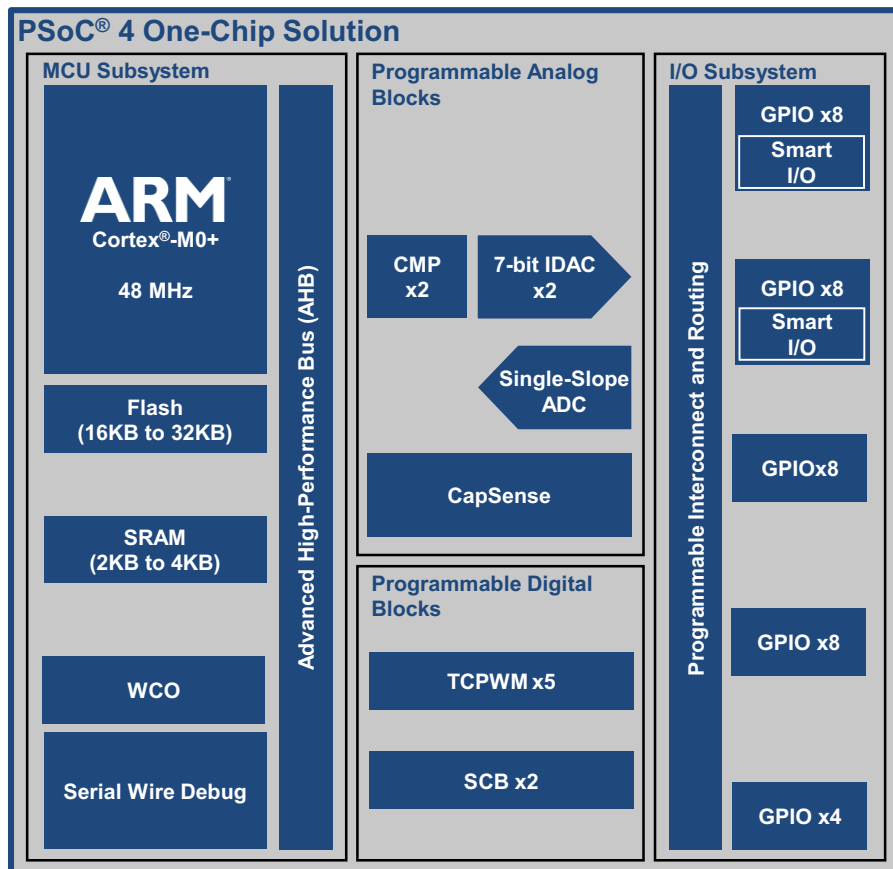 PSoC® 4 One-Chip Solution
MCU Subsystem
ARM®
Cortex®-M0+
48 MHz
Flash
(16KB to 32KB)
SRAM
(2KB to 4KB)
WCO
Serial Wire Debug
Advanced High-Performance Bus (AHB)
Programmable Analog
Blocks
CMP
x2
7-bit IDAC
x2
Single-Slope
ADC
CapSense
Programmable Digital
Blocks
TCPWM x5
SCB x2
I/O Subsystem
Programmable Interconnect and Routing
GPIO x8
Smart
I/O
GPIO x8
Smart
I/O
GPIOx8
GPIO x8
GPIO x4